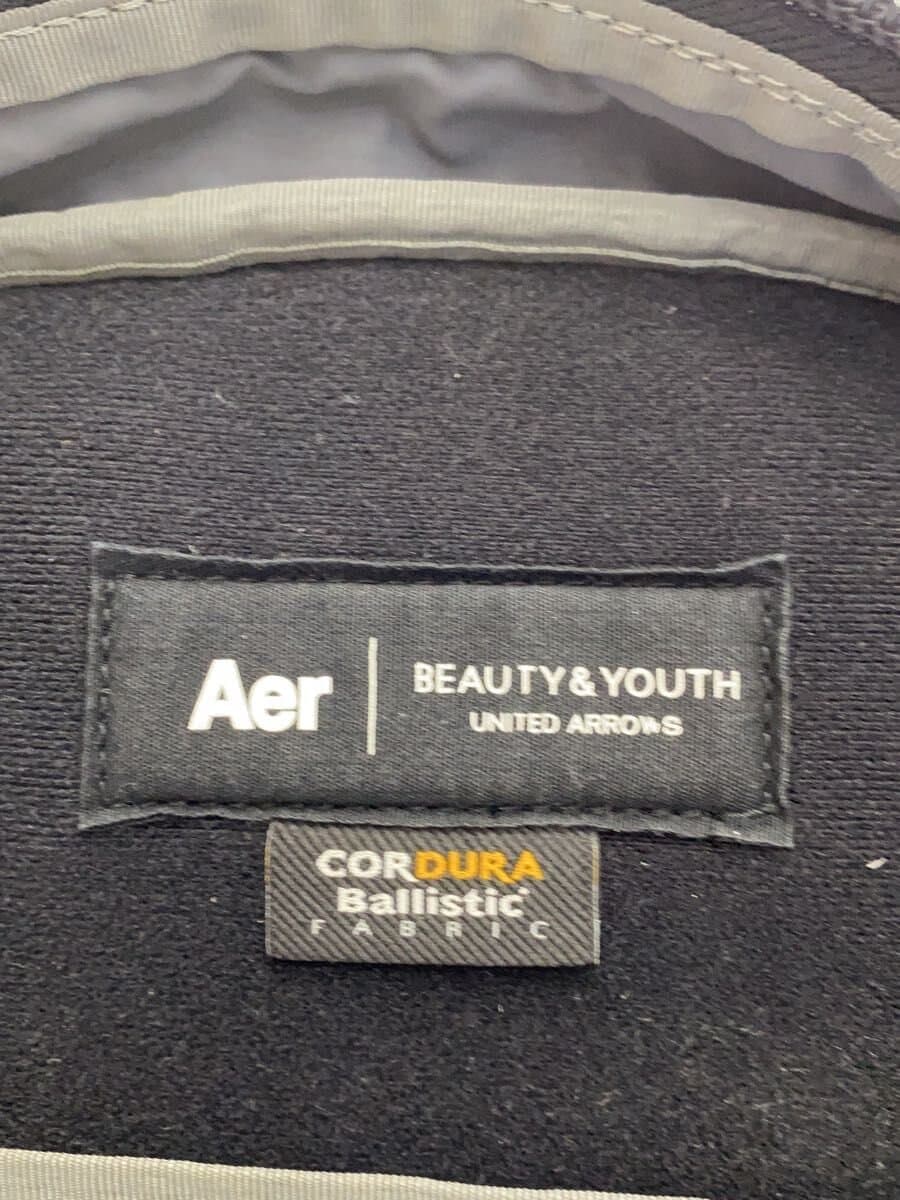 Aer
BEAUTY&YOUTH
UNITED ARROWS
CORDURA
Ballistic
FABRIC